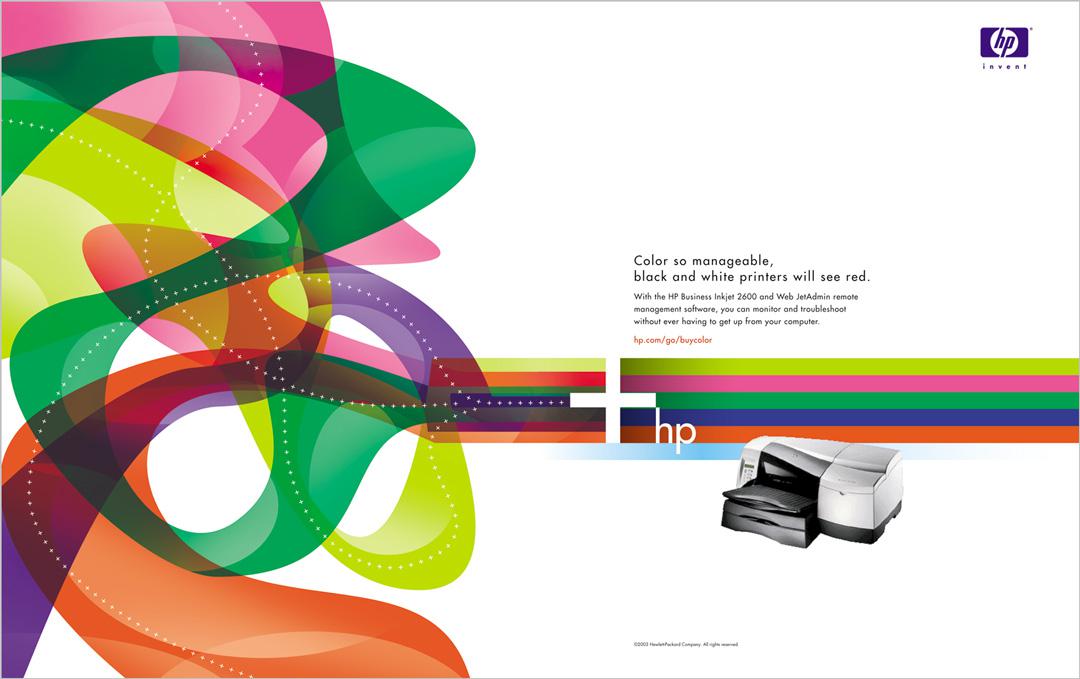 hp
invent
Color so manageable,
black and white printers will see red.
With the HP Business Inkjet 2600 and Web JetAdmin remote
management software, you can monitor and troubleshoot
without ever having to get up from your computer.
hp.com/go/buycolor
+
hp
©2003 Hewlett-Packard Company. All rights reserved.